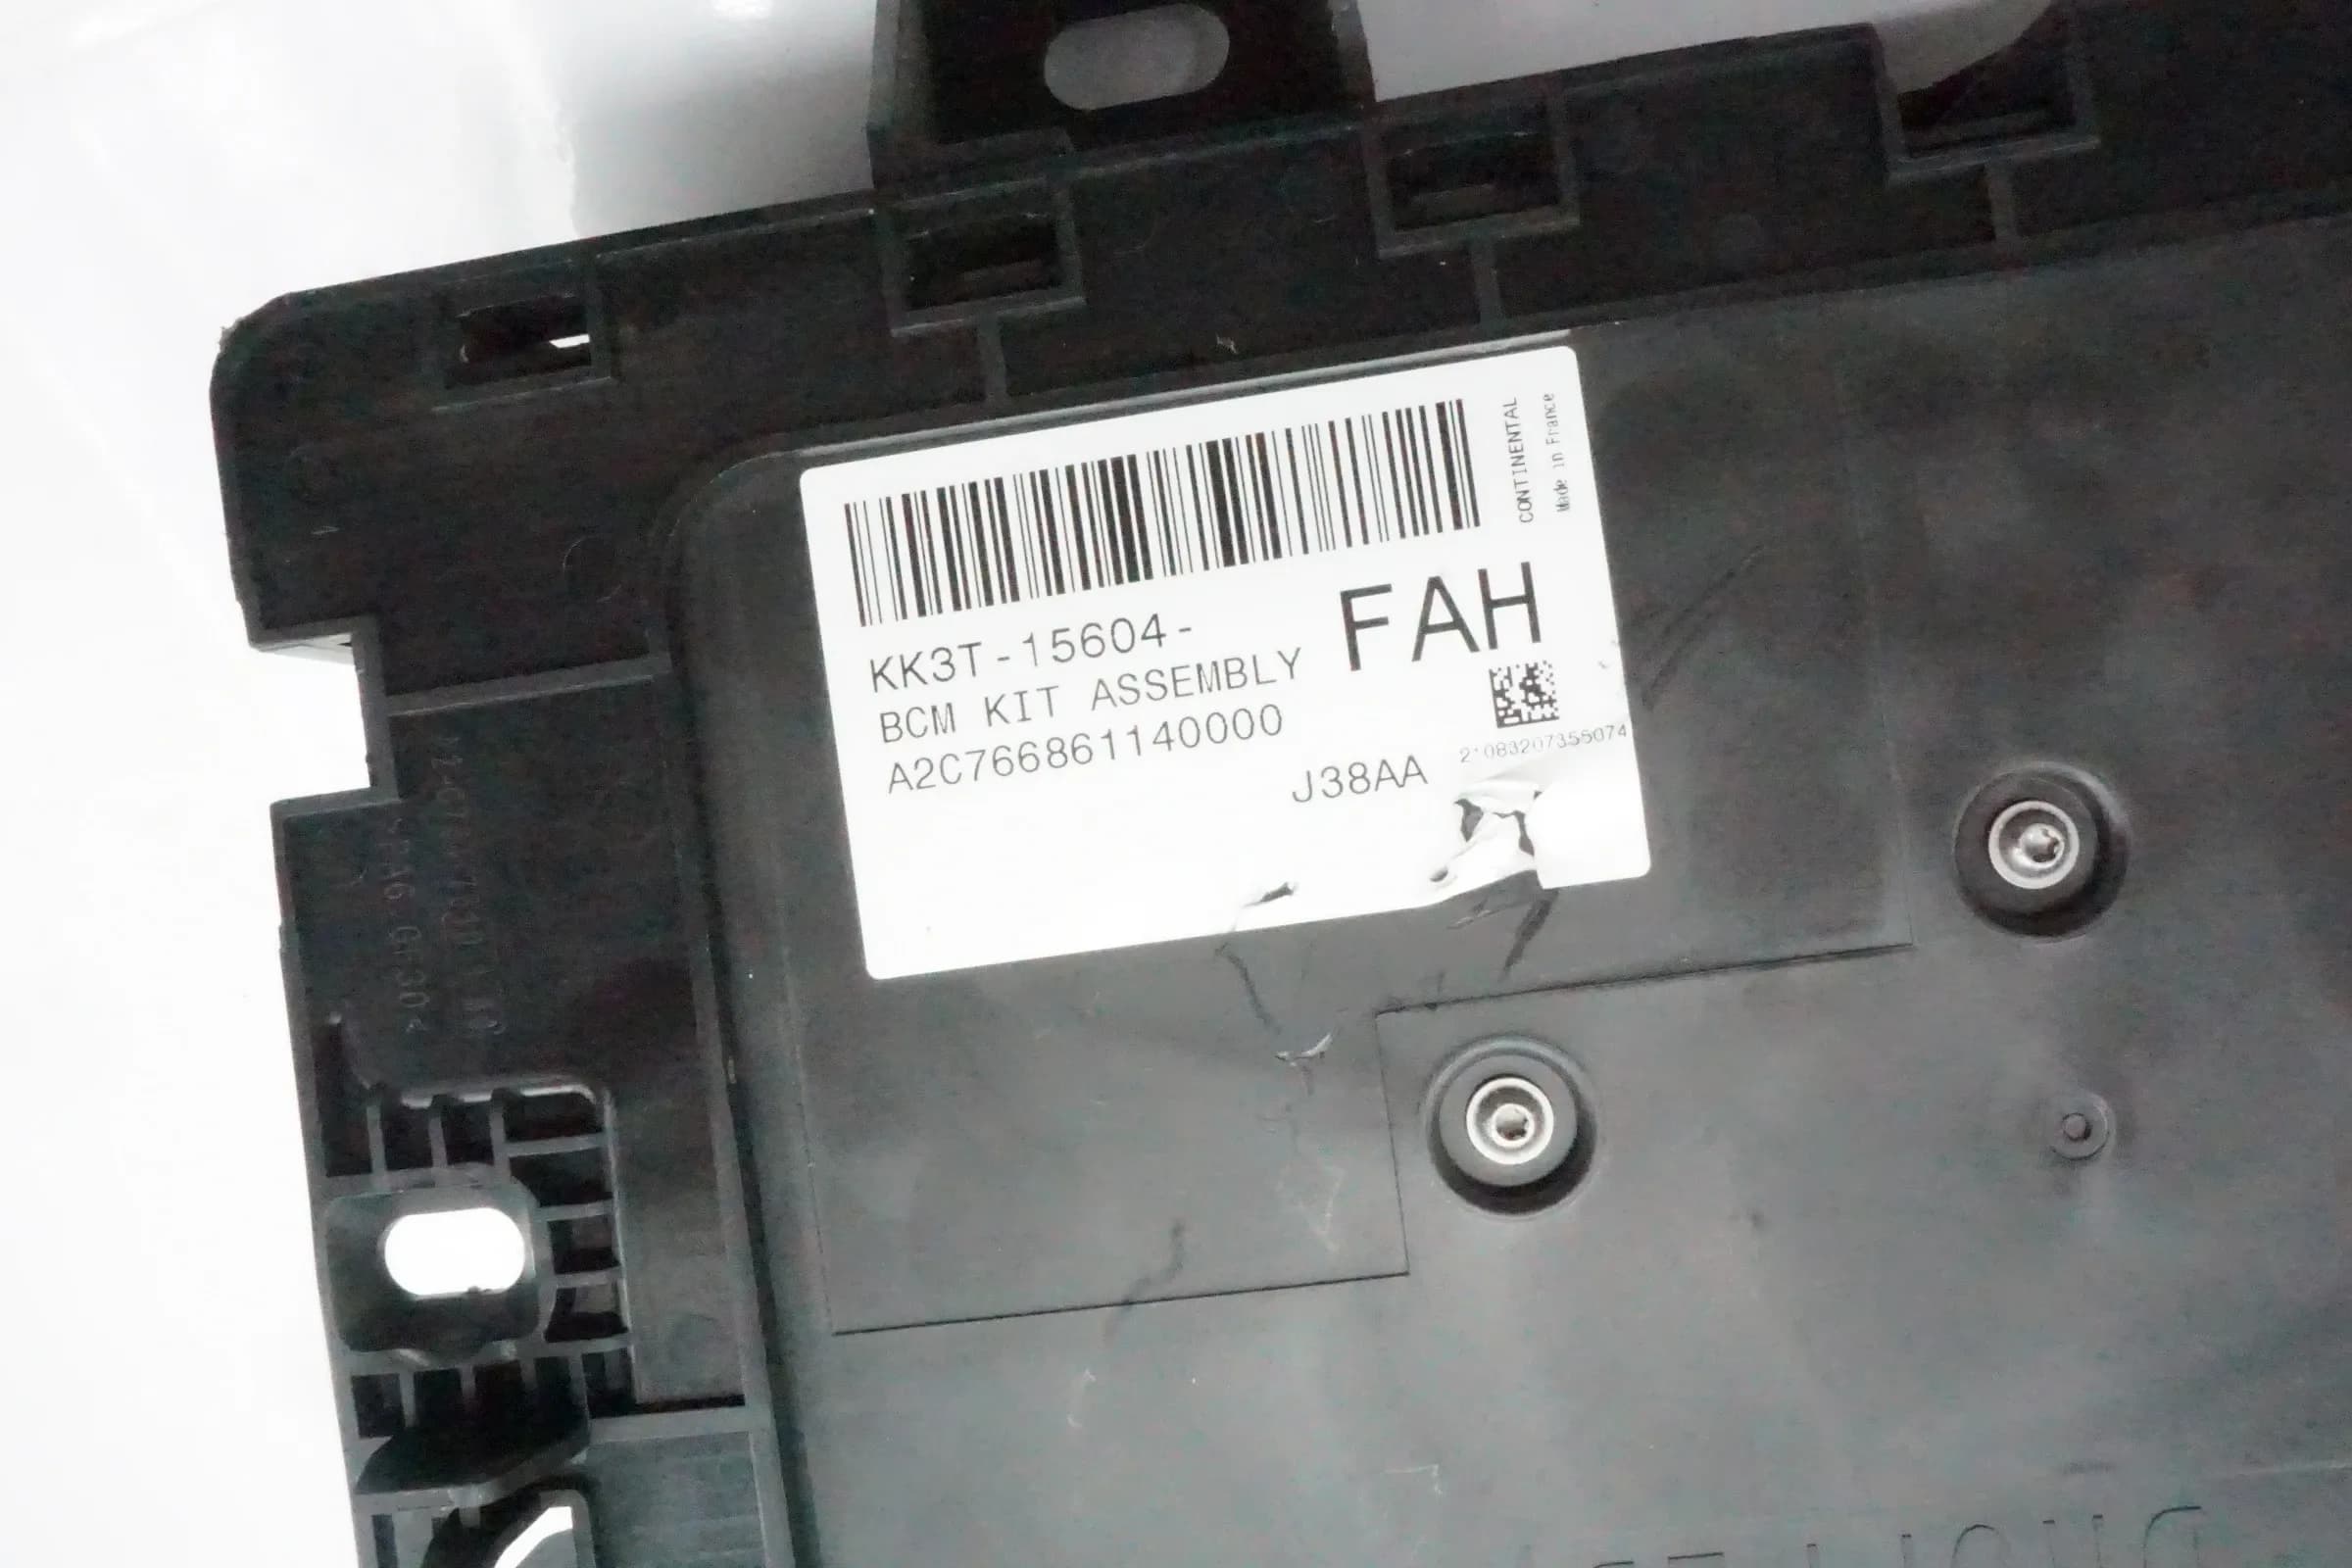 CONTINENTAL
Made in France
KK3T-15604-
FAH
BCM KIT ASSEMBLY
A2C766861140000
J38AA